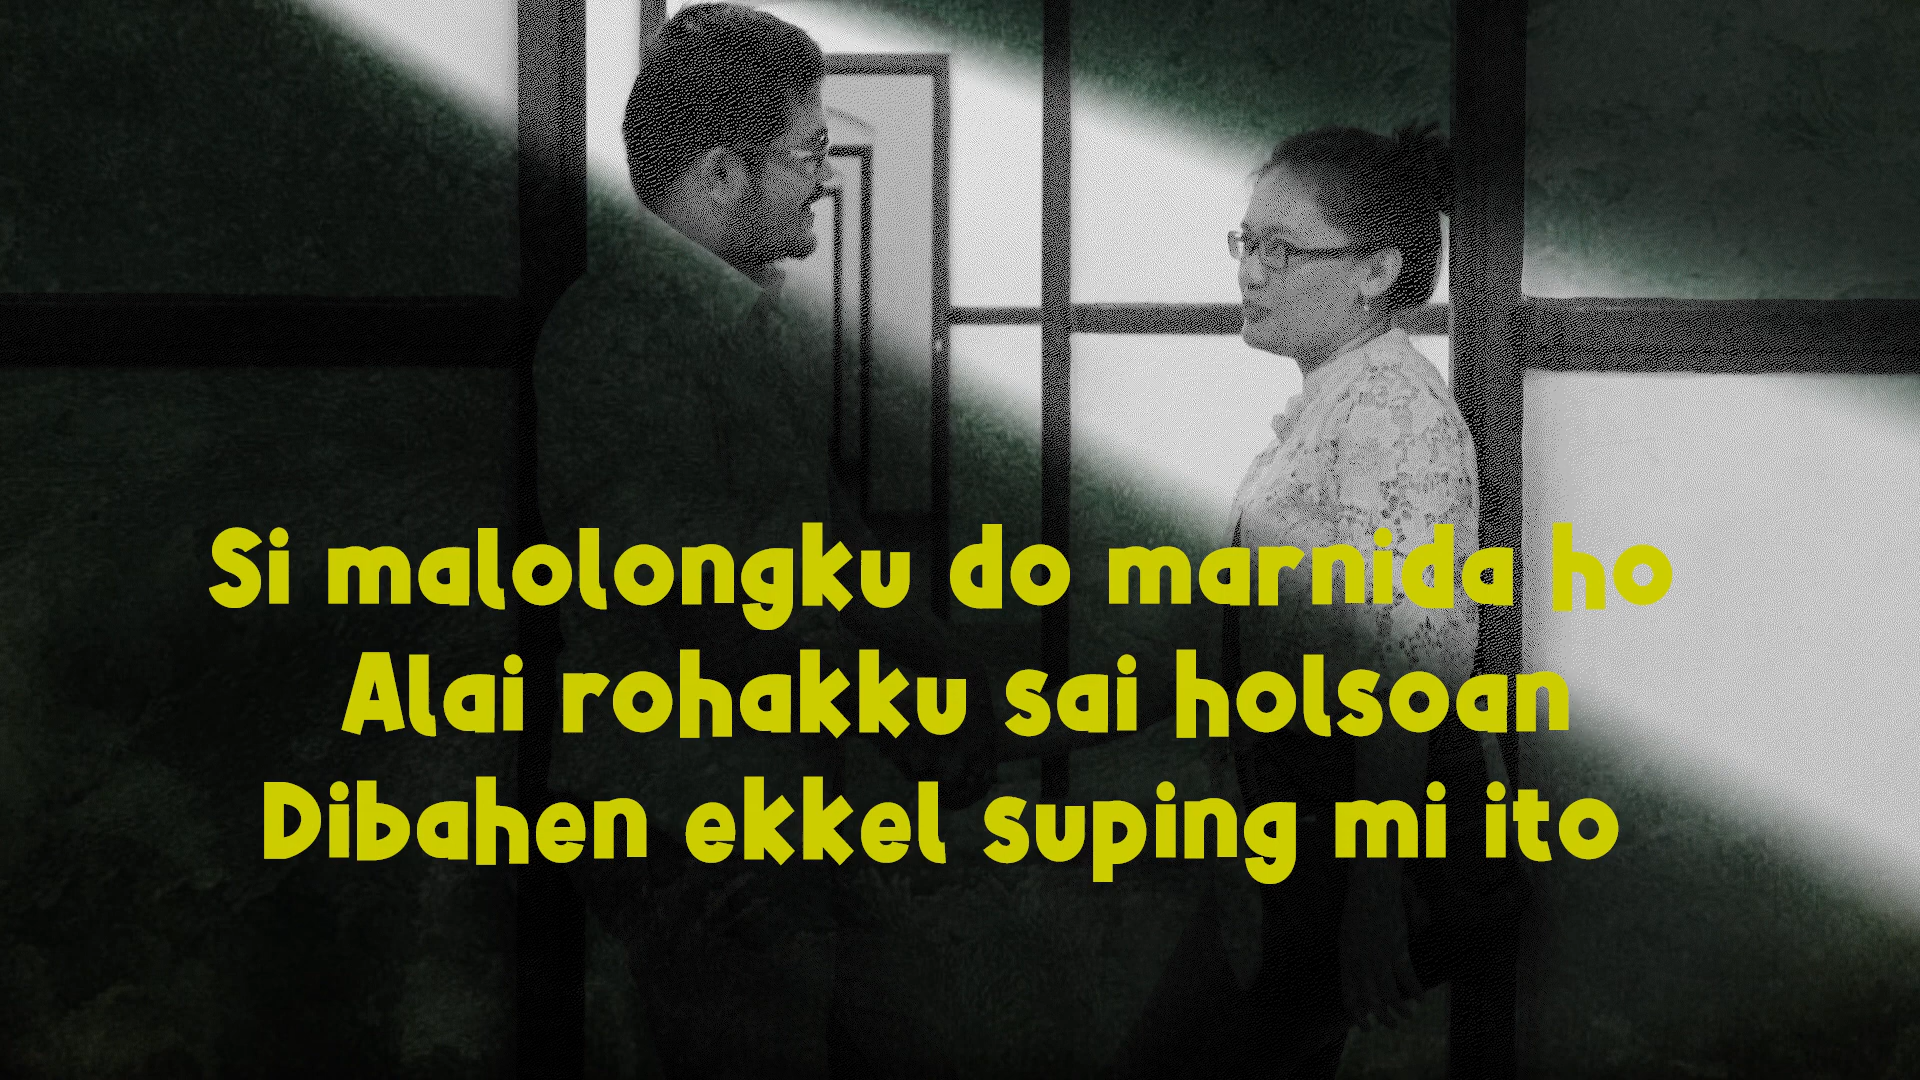 Si malolongku do marnida ho
Alai rohakku sai holsoan
Dibahen ekkel suping mi ito